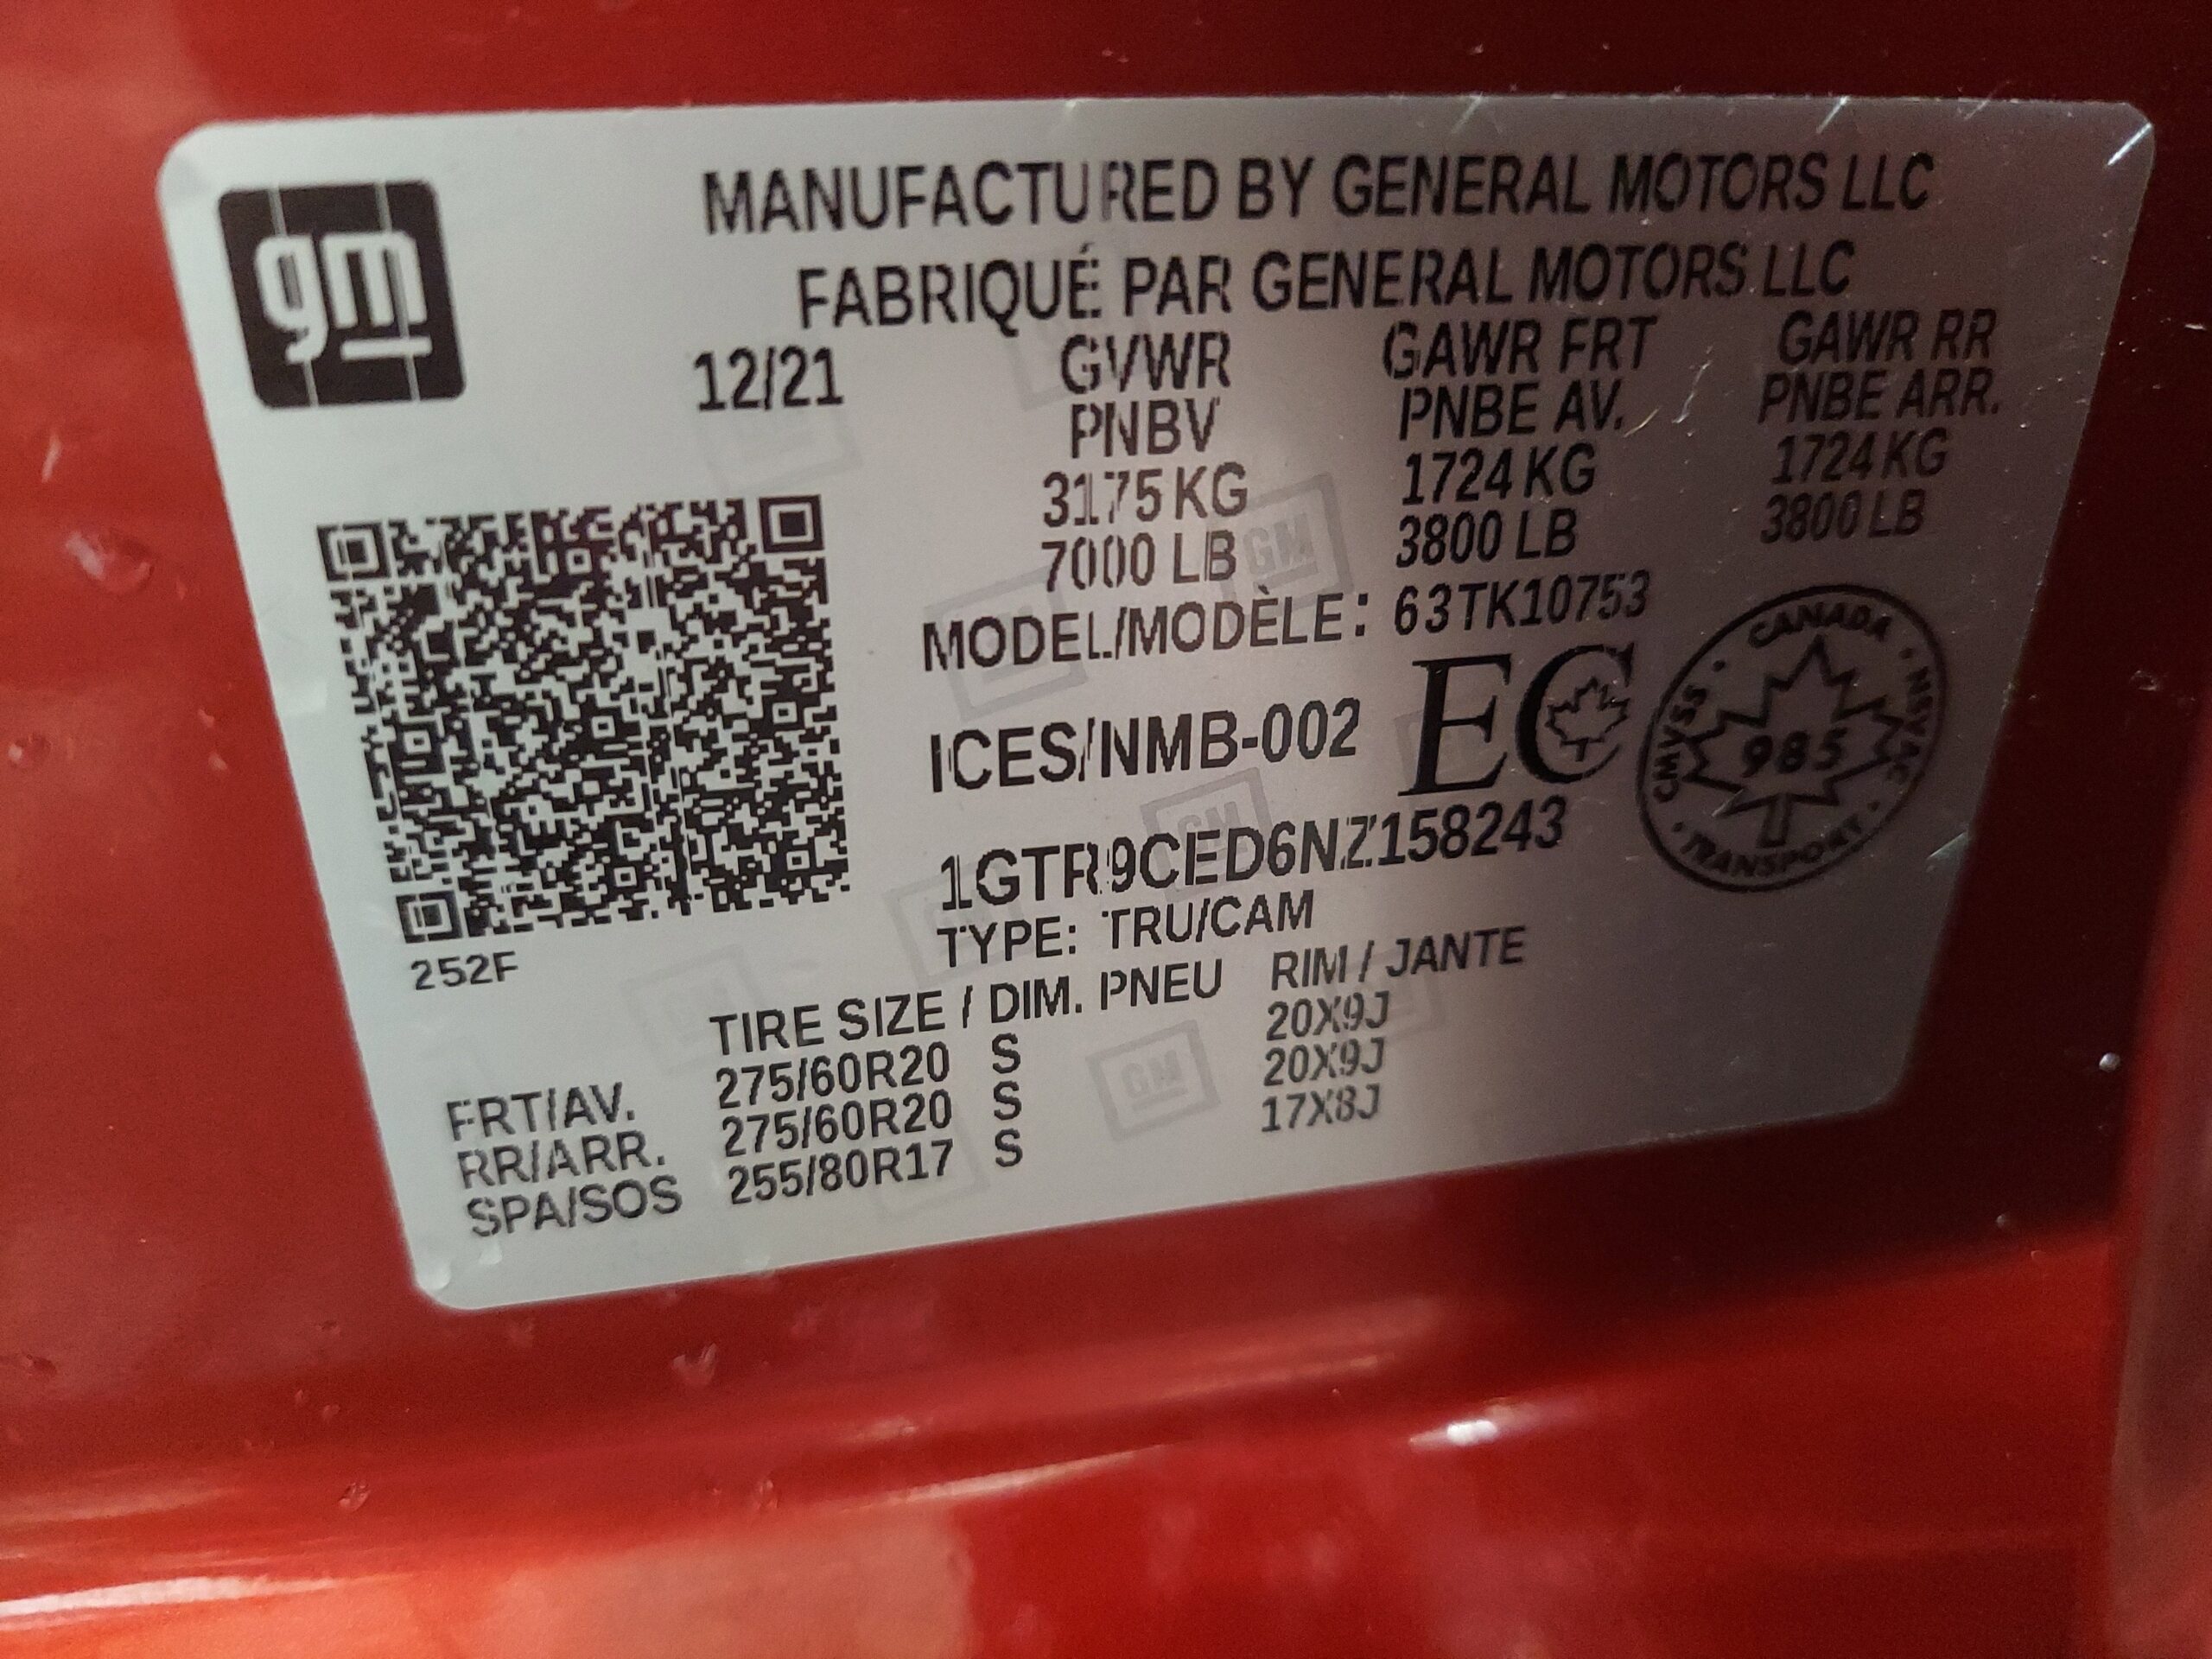 gm
MANUFACTURED BY GENERAL MOTORS LLC
FABRIQUÉ PAR GENERAL MOTORS LLC
12/21 GVWR GAWR FRT GAWR RR
PNBV PNBE AV. PNBE ARR.
3175 KG 1724 KG 1724 KG
7000 LB 3800 LB 3800 LB
MODEL/MODÈLE: 63TK10753
ICES/NMB-002 EC
CANADA · NSVAC · TRANSPORT · CMVSS ·
985
1GTR9CED6NZ158243
TYPE: TRU/CAM
252F
TIRE SIZE / DIM. PNEU RIM / JANTE
FRT/AV. 275/60R20 S 20X9J
RR/ARR. 275/60R20 S 20X9J
SPA/SOS 255/80R17 S 17X8J
GM
GM
GM